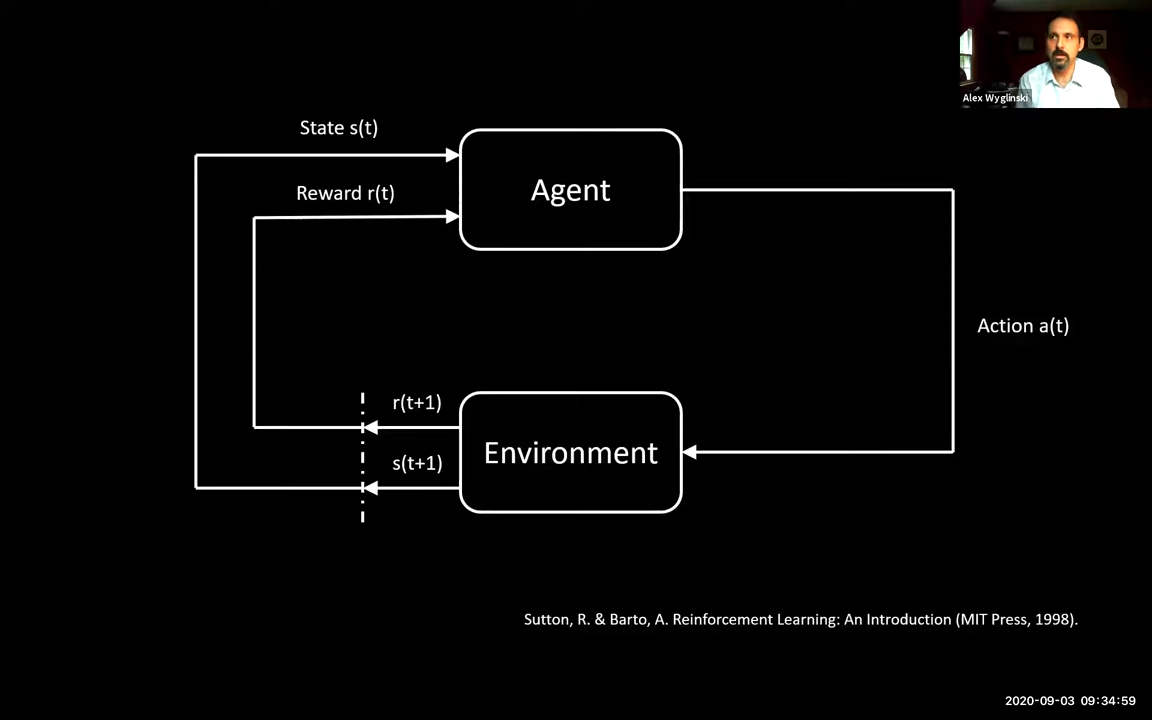 Alex Wyglinski
State s(t)
Reward r(t)
Agent
Action a(t)
r(t+1)
s(t+1)
Environment
Sutton, R. & Barto, A. Reinforcement Learning: An Introduction (MIT Press, 1998).
2020-09-03 09:34:59